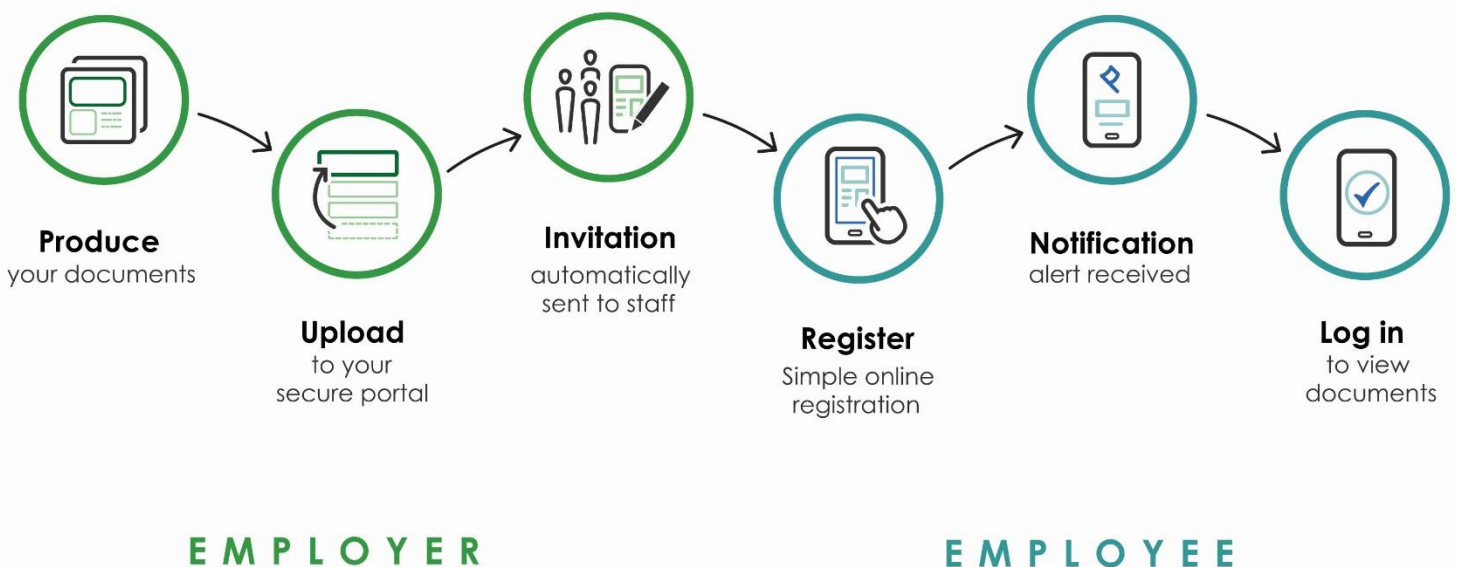 Produce
your documents
Upload
to your
secure portal
Invitation
automatically
sent to staff
Register
Simple online
registration
Notification
alert received
Log in
to view
documents
EMPLOYER
EMPLOYEE